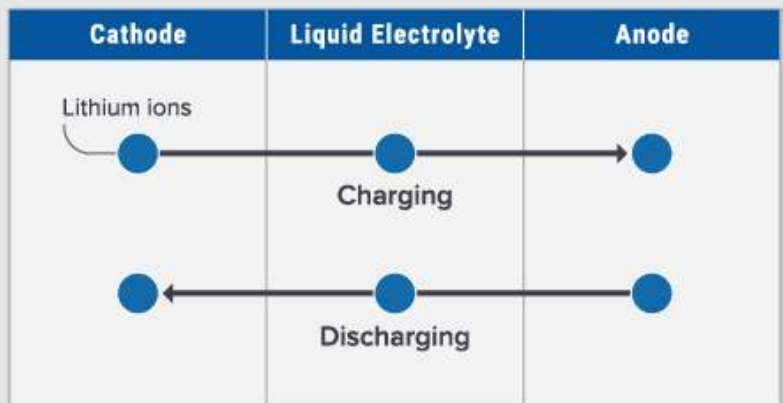 Cathode
Liquid Electrolyte
Anode
Lithium ions
Charging
Discharging